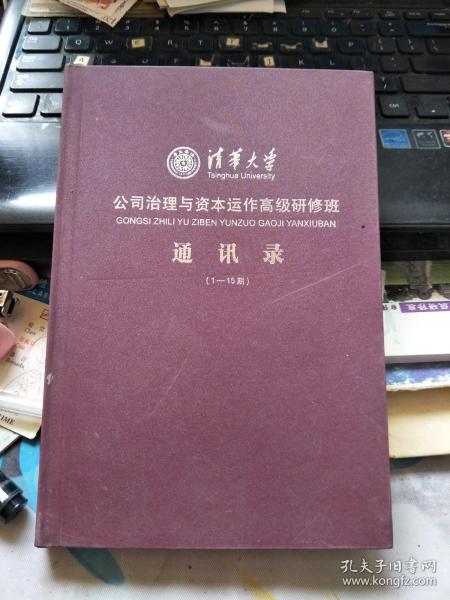 清华大学
Tsinghua University
公司治理与资本运作高级研修班
GONGSI ZHILI YU ZIBEN YUNZUO GAOJI YANXIUBAN
通讯录
(1—15期)
孔夫子旧书网
www.kongfz.com